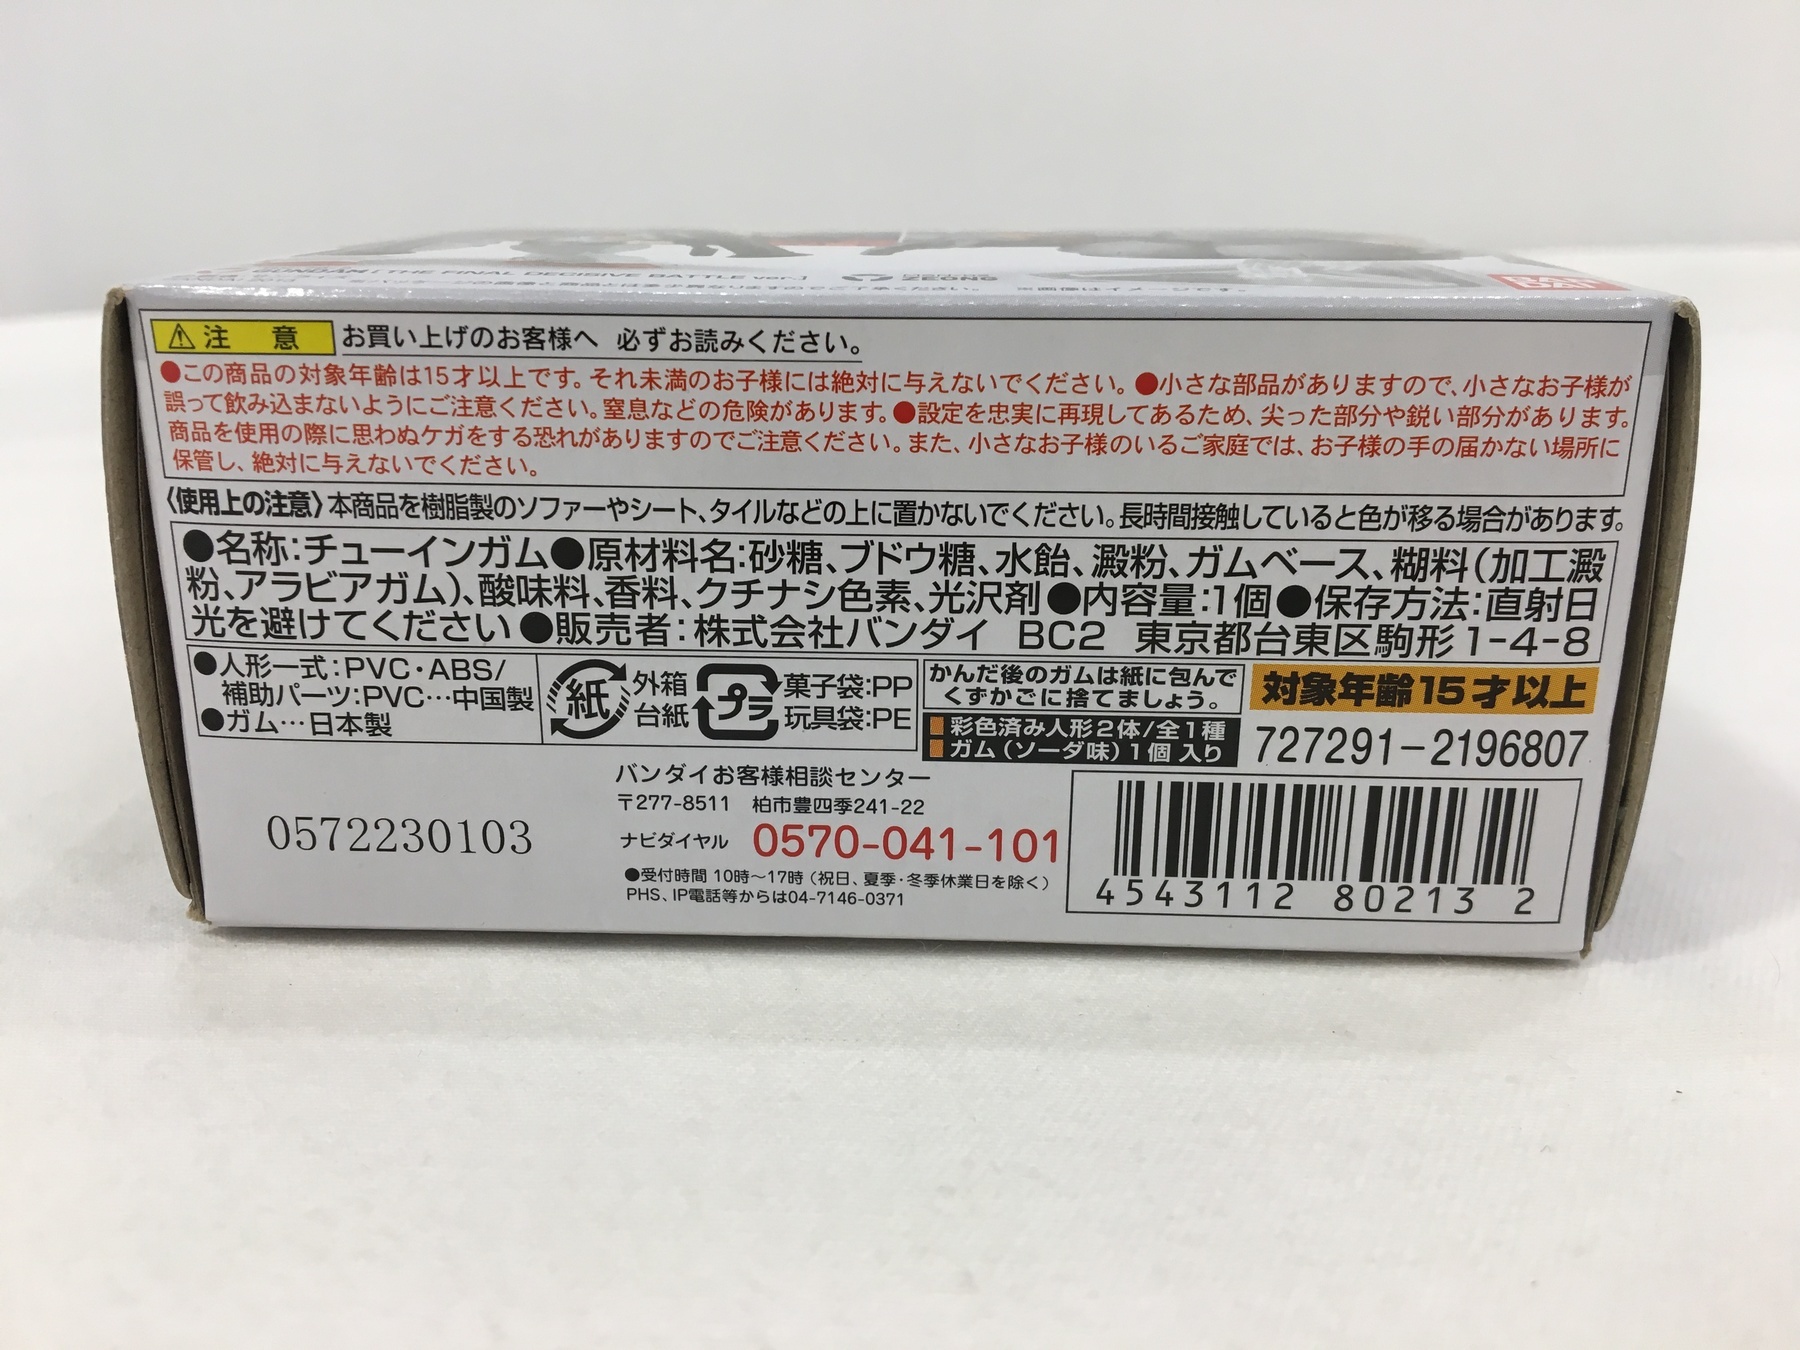 GUNDAM [THE FINAL DECISIVE BATTLE ver.]
ZEONG
※画像はイメージです。
BANDAI
注 意
お買い上げのお客様へ 必ずお読みください。
●この商品の対象年齢は15才以上です。それ未満のお子様には絶対に与えないでください。●小さな部品がありますので、小さなお子様が
誤って飲み込まないようにご注意ください。窒息などの危険があります。●設定を忠実に再現してあるため、尖った部分や鋭い部分があります。
商品を使用の際に思わぬケガをする恐れがありますのでご注意ください。また、小さなお子様のいるご家庭では、お子様の手の届かない場所に
保管し、絶対に与えないでください。
〈使用上の注意〉本商品を樹脂製のソファーやシート、タイルなどの上に置かないでください。長時間接触していると色が移る場合があります。
●名称:チューインガム●原材料名:砂糖、ブドウ糖、水飴、澱粉、ガムベース、糊料(加工澱
粉、アラビアガム)、酸味料、香料、クチナシ色素、光沢剤●内容量:1個●保存方法:直射日
光を避けてください●販売者:株式会社バンダイ BC2 東京都台東区駒形1-4-8
●人形一式:PVC・ABS/
補助パーツ:PVC…中国製
●ガム…日本製
紙
外箱
台紙
プラ
菓子袋:PP
玩具袋:PE
かんだ後のガムは紙に包んで
くずかごに捨てましょう。
彩色済み人形2体/全1種
ガム(ソーダ味)1個 入り
対象年齢15才以上
727291-2196807
バンダイお客様相談センター
〒277-8511 柏市豊四季241-22
ナビダイヤル 0570-041-101
●受付時間 10時〜17時(祝日、夏季・冬季休業日を除く)
PHS、IP電話等からは04-7146-0371
0572230103
4543112 80213 2